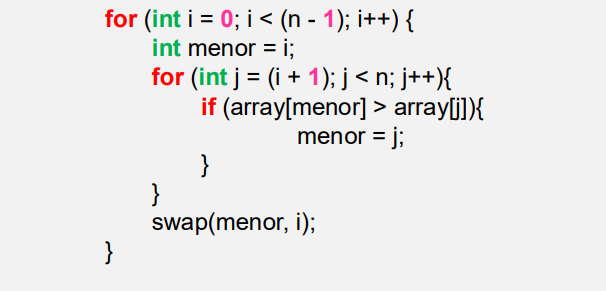 for (int i = 0; i < (n - 1); i++) {
int menor = i;
for (int j = (i + 1); j < n; j++){
if (array[menor] > array[j]){
menor = j;
}
}
swap(menor, i);
}